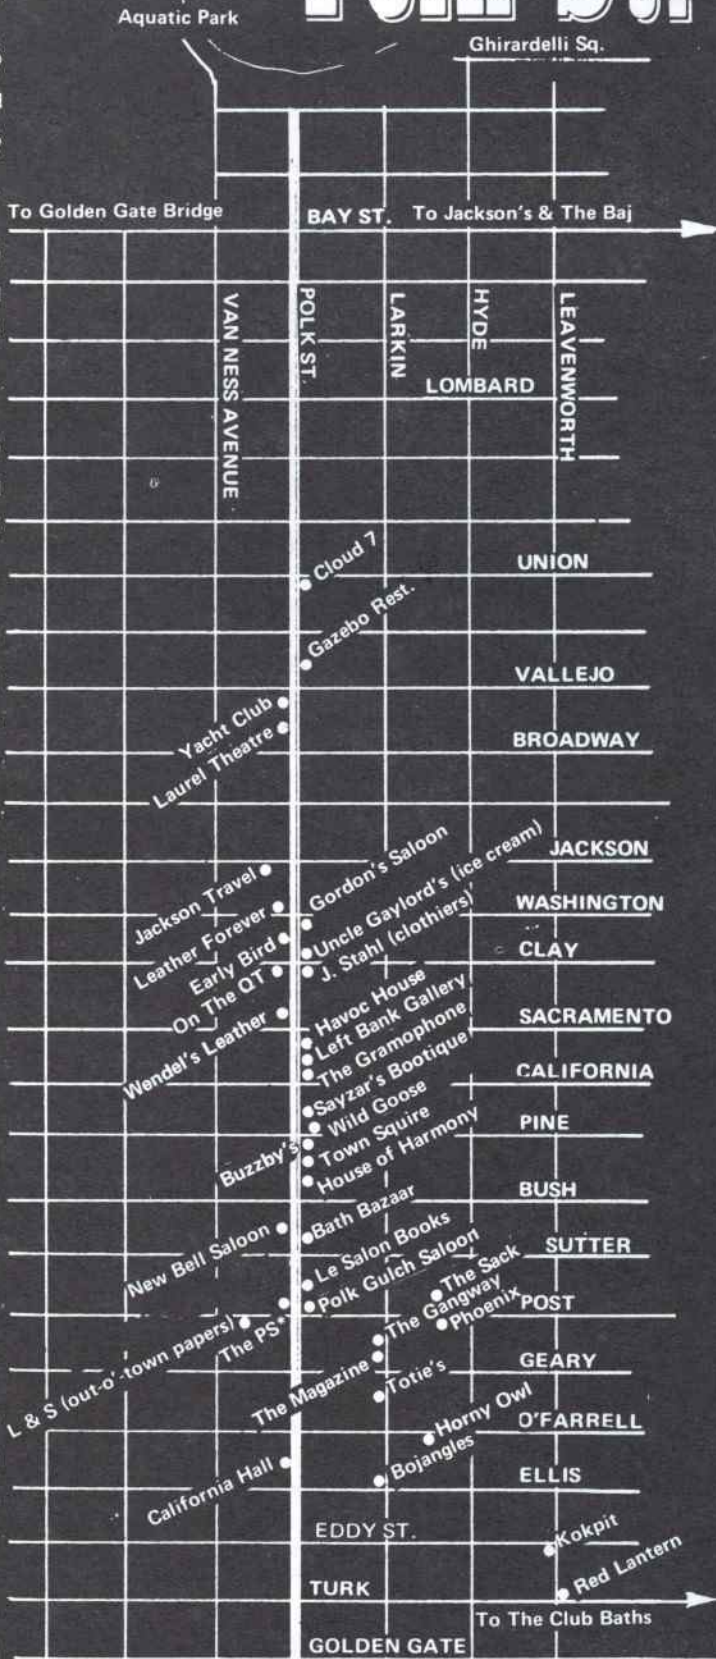 Aquatic Park
Ghirardelli Sq.
To Golden Gate Bridge
BAY ST.
To Jackson's & The Baj
VAN NESS AVENUE
POLK ST.
LARKIN
HYDE
LEAVENWORTH
LOMBARD
Cloud 7
UNION
Gazebo Rest.
VALLEJO
Yacht Club
Laurel Theatre
BROADWAY
JACKSON
Jackson Travel
Gordon's Saloon
Leather Forever
WASHINGTON
Uncle Gaylord's (ice cream)
Early Bird
J. Stahl (clothiers)
CLAY
On The QT
Wendel's Leather
Havoc House
SACRAMENTO
Left Bank Gallery
The Gramophone
CALIFORNIA
Sayzar's Bootique
Wild Goose
PINE
Buzzby's
Town Squire
House of Harmony
BUSH
New Bell Saloon
Bath Bazaar
SUTTER
Le Salon Books
The Sack
Polk Gulch Saloon
POST
L & S (out-o'-town papers)
The PS*
The Gangway
Phoenix
The Magazine
GEARY
Totie's
Horny Owl
O'FARRELL
California Hall
Bojangles
ELLIS
EDDY ST.
Kokpit
TURK
Red Lantern
To The Club Baths
GOLDEN GATE